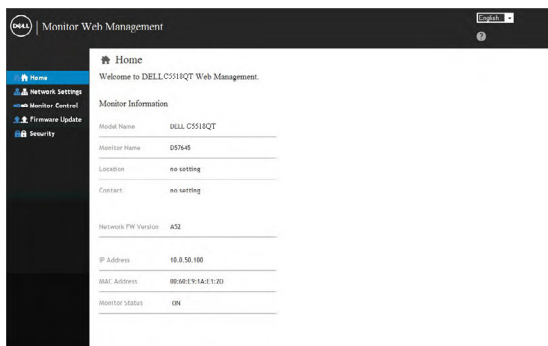 DELL
Monitor Web Management
English
?
Home
Network Settings
Monitor Control
Firmware Update
Security
Home
Welcome to DELL C5518QT Web Management.
Monitor Information
Model Name DELL C5518QT
Monitor Name D57645
Location no setting
Contact no setting
Network FW Version A52
IP Address 10.0.50.100
MAC Address
Monitor Status ON